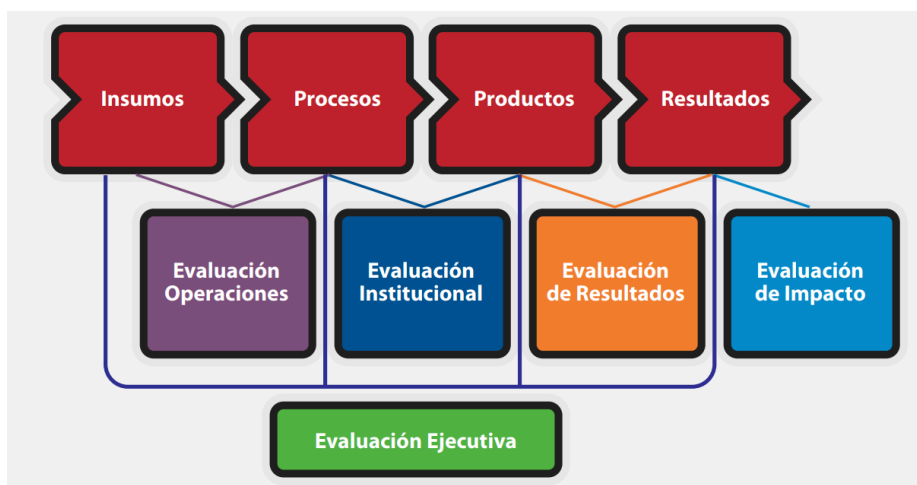 Insumos
Procesos
Productos
Resultados
Evaluación
Operaciones
Evaluación
Institucional
Evaluación
de Resultados
Evaluación
de Impacto
Evaluación Ejecutiva